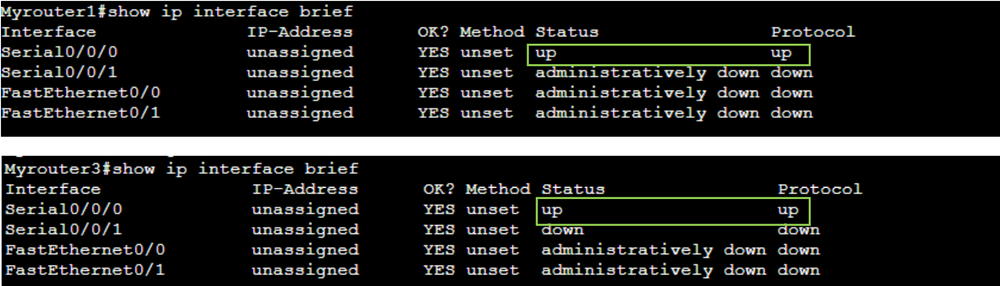 Myrouter1#show ip interface brief
Interface IP-Address OK? Method Status Protocol
Serial0/0/0 unassigned YES unset up up
Serial0/0/1 unassigned YES unset administratively down down
FastEthernet0/0 unassigned YES unset administratively down down
FastEthernet0/1 unassigned YES unset administratively down down
Myrouter3#show ip interface brief
Interface IP-Address OK? Method Status Protocol
Serial0/0/0 unassigned YES unset up up
Serial0/0/1 unassigned YES unset down down
FastEthernet0/0 unassigned YES unset administratively down down
FastEthernet0/1 unassigned YES unset administratively down down